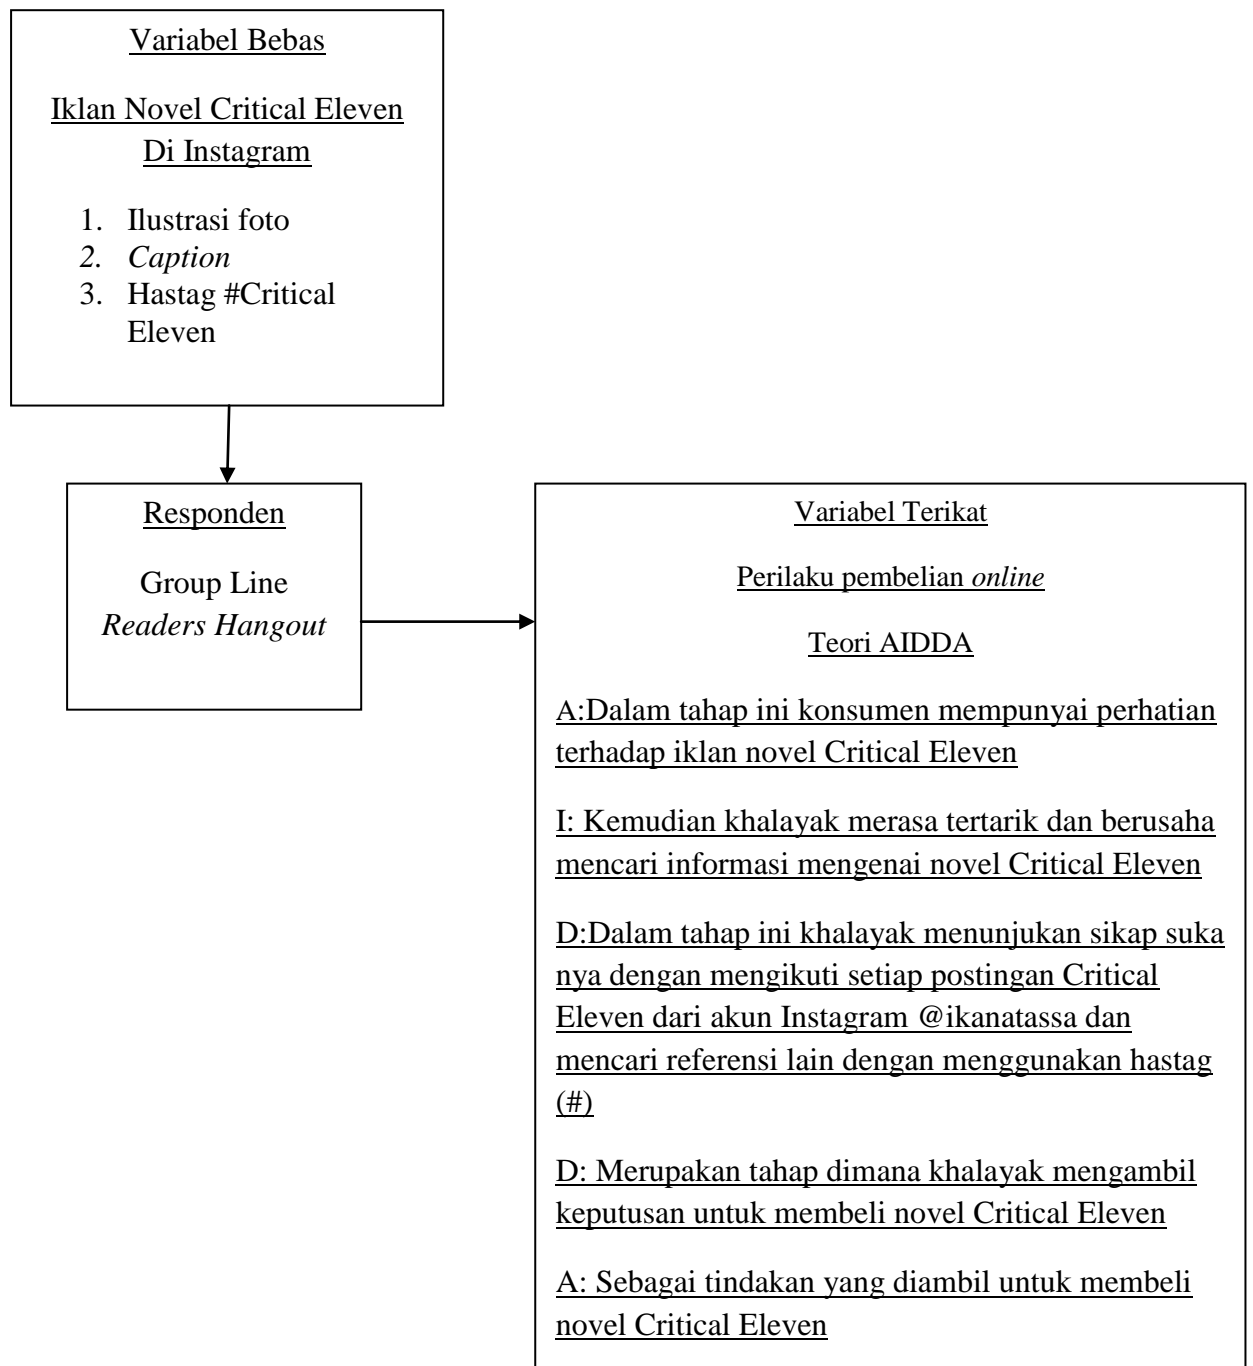 Variabel Bebas
Iklan Novel Critical Eleven
Di Instagram
1. Ilustrasi foto
2. Caption
3. Hastag #Critical
Eleven
Responden
Group Line
Readers Hangout
Variabel Terikat
Perilaku pembelian online
Teori AIDDA
A:Dalam tahap ini konsumen mempunyai perhatian
terhadap iklan novel Critical Eleven
I: Kemudian khalayak merasa tertarik dan berusaha
mencari informasi mengenai novel Critical Eleven
D:Dalam tahap ini khalayak menunjukan sikap suka
nya dengan mengikuti setiap postingan Critical
Eleven dari akun Instagram @ikanatassa dan
mencari referensi lain dengan menggunakan hastag
(#)
D: Merupakan tahap dimana khalayak mengambil
keputusan untuk membeli novel Critical Eleven
A: Sebagai tindakan yang diambil untuk membeli
novel Critical Eleven